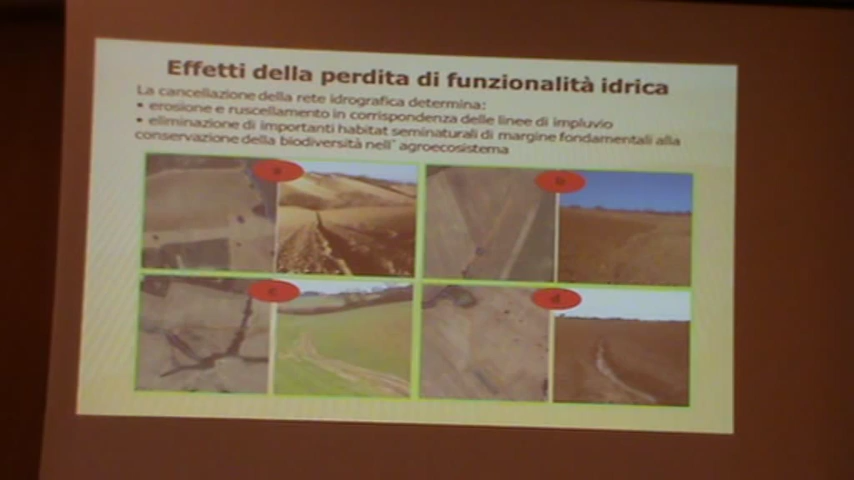 Effetti della perdita di funzionalità idrica
La cancellazione della rete idrografica determina:
• erosione e ruscellamento in corrispondenza delle linee di impluvio
• eliminazione di importanti habitat seminaturali di margine fondamentali alla
conservazione della biodiversità nell' agroecosistema
a
b
c
d